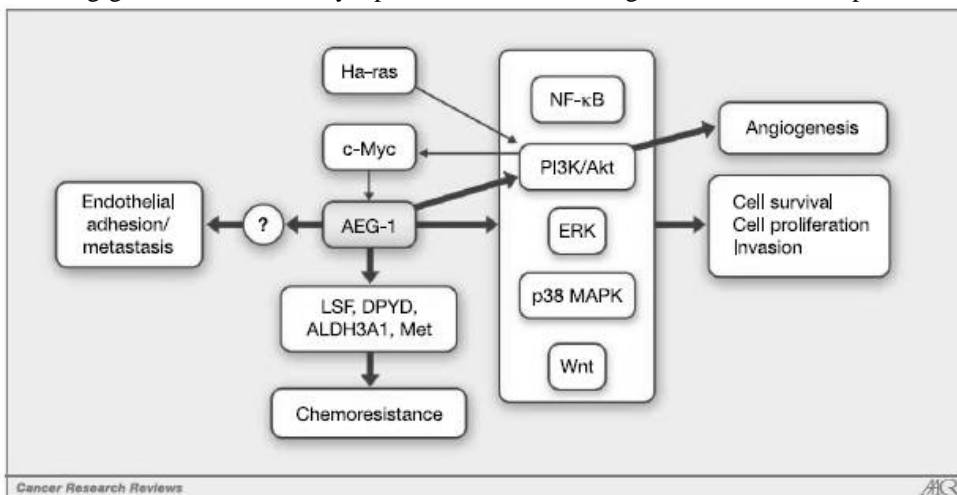 Ha-ras
c-Myc
AEG-1
?
Endothelial
adhesion/
metastasis
LSF, DPYD,
ALDH3A1, Met
Chemoresistance
NF-κB
PI3K/Akt
ERK
p38 MAPK
Wnt
Angiogenesis
Cell survival
Cell proliferation
Invasion
Cancer Research Reviews